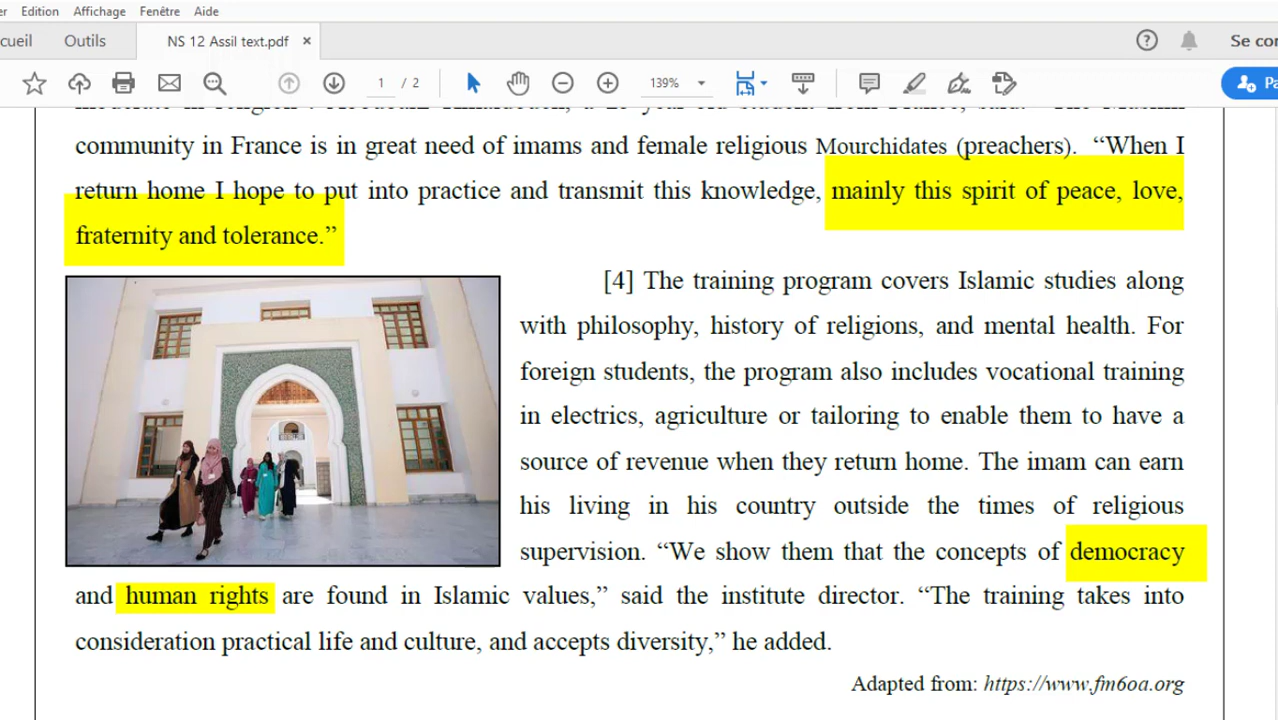 Edition Affichage Fenêtre Aide
Outils NS 12 Assil text.pdf × ?
1 / 2 139%
community in France is in great need of imams and female religious Mourchidates (preachers). “When I
return home I hope to put into practice and transmit this knowledge, mainly this spirit of peace, love,
fraternity and tolerance.”
[4] The training program covers Islamic studies along
with philosophy, history of religions, and mental health. For
foreign students, the program also includes vocational training
in electrics, agriculture or tailoring to enable them to have a
source of revenue when they return home. The imam can earn
his living in his country outside the times of religious
supervision. “We show them that the concepts of democracy
and human rights are found in Islamic values,” said the institute director. “The training takes into
consideration practical life and culture, and accepts diversity,” he added.
Adapted from: https://www.fm6oa.org